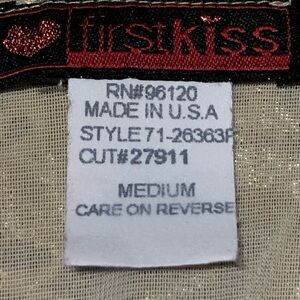 firstkiss
RN#96120
MADE IN U.S.A
STYLE 71-26363P
CUT#27911
MEDIUM
CARE ON REVERSE